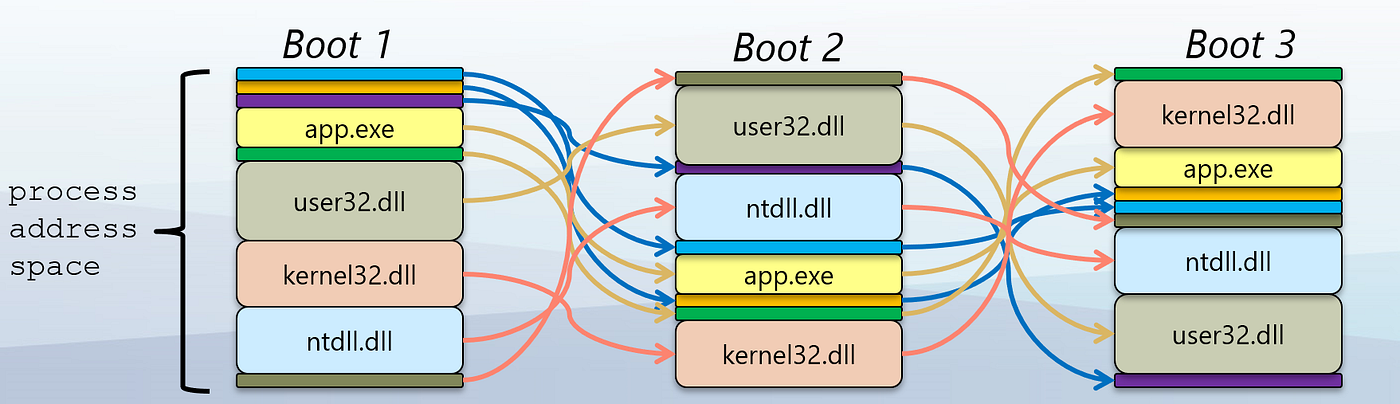 Boot 1
Boot 2
Boot 3
process
address
space
app.exe
user32.dll
kernel32.dll
ntdll.dll
user32.dll
ntdll.dll
app.exe
kernel32.dll
kernel32.dll
app.exe
ntdll.dll
user32.dll